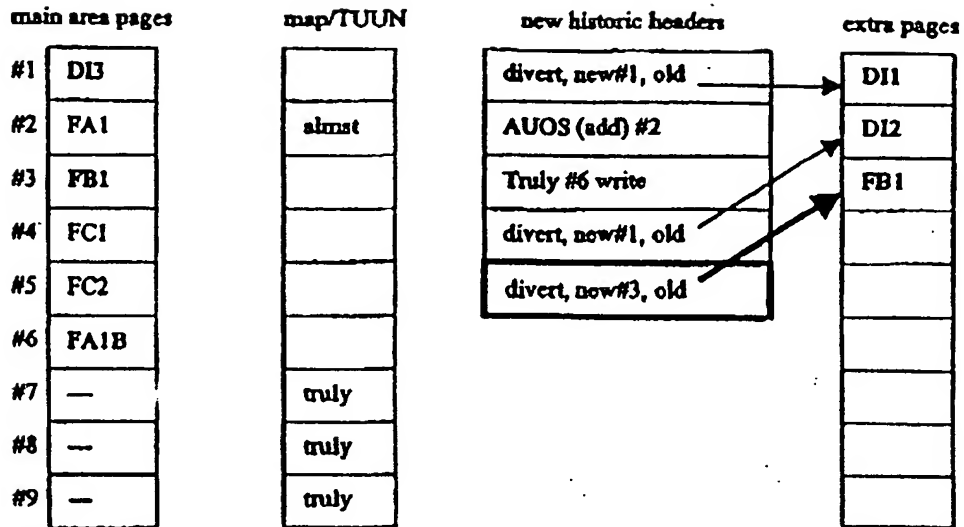 main area pages map/TUUN new historic headers extra pages
#1 DI3 divert, new#1, old DI1
#2 FA1 almst AUOS (add) #2 DI2
#3 FB1 Truly #6 write FB1
#4 FC1 divert, new#1, old
#5 FC2 divert, new#3, old
#6 FA1B
#7 — truly
#8 — truly
#9 — truly